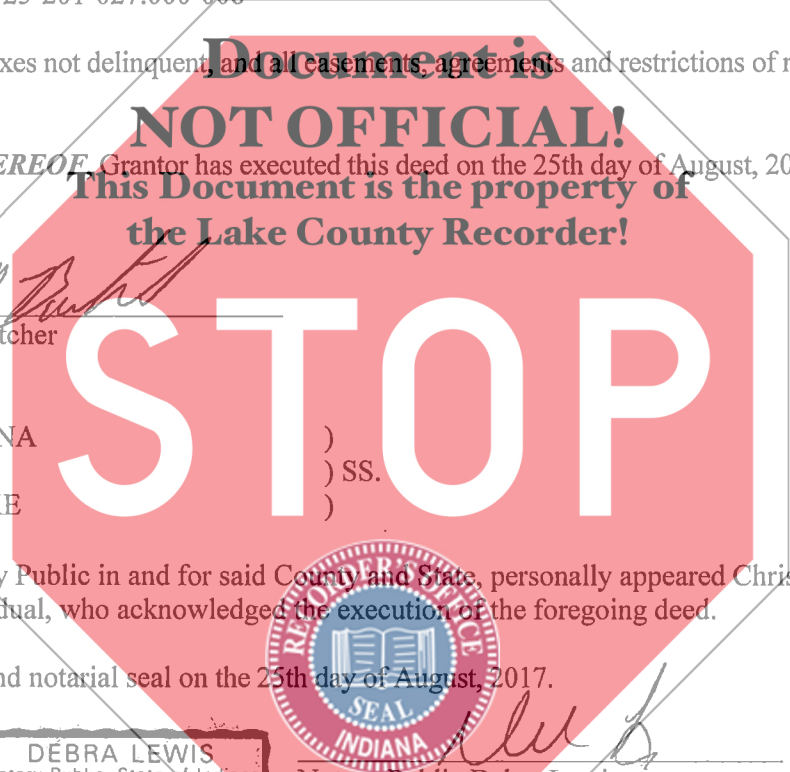 Document is
xes not delinquent, and all easements, agreements and restrictions of r
NOT OFFICIAL!
EREOF, Grantor has executed this deed on the 25th day of August, 20
This Document is the property of
the Lake County Recorder!
STOP
tcher
NA )
) SS.
E )
y Public in and for said County and State, personally appeared Chris
dual, who acknowledged the execution of the foregoing deed.
nd notarial seal on the 25th day of August, 2017.
RECORDER'S OFFICE
SEAL
INDIANA
DEBRA LEWIS